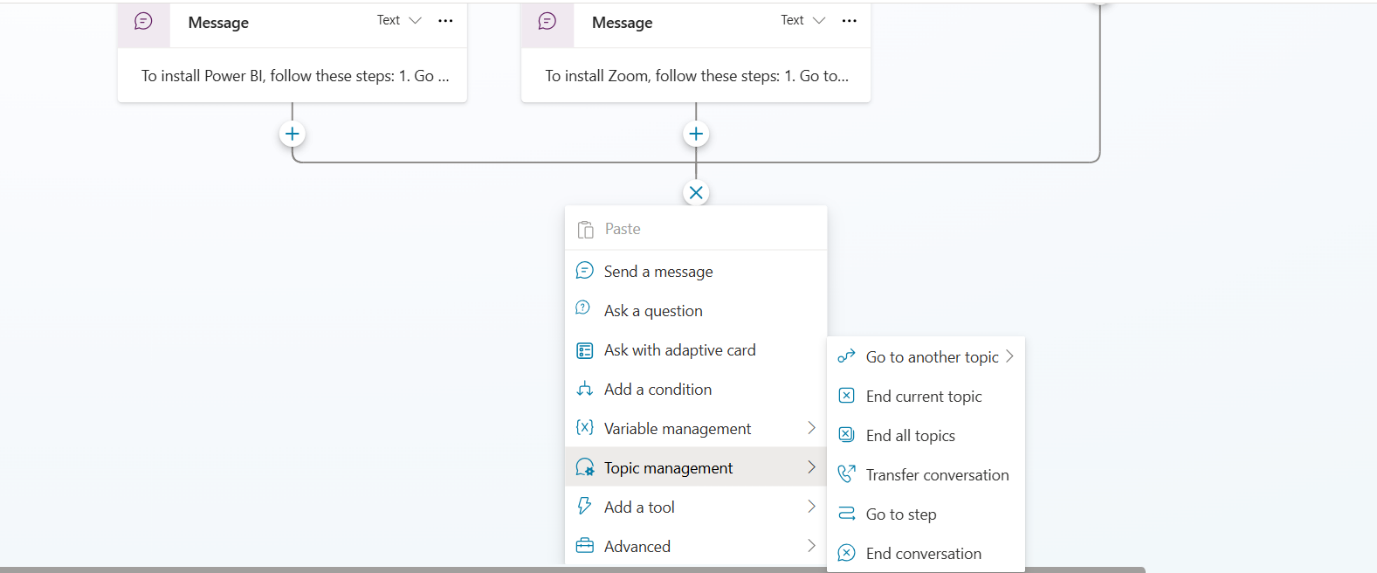 Message
Text
Message
Text
To install Power BI, follow these steps: 1. Go ...
To install Zoom, follow these steps: 1. Go to...
Paste
Send a message
Ask a question
Ask with adaptive card
Add a condition
Variable management
Topic management
Add a tool
Advanced
Go to another topic
End current topic
End all topics
Transfer conversation
Go to step
End conversation